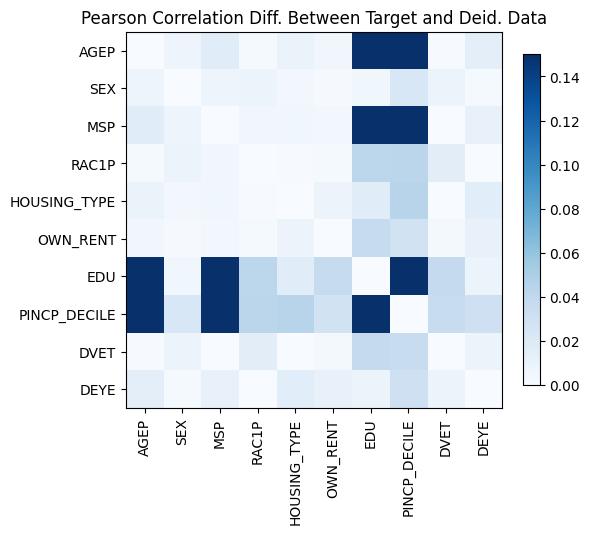 Pearson Correlation Diff. Between Target and Deid. Data
AGEP
SEX
MSP
RAC1P
HOUSING_TYPE
OWN_RENT
EDU
PINCP_DECILE
DVET
DEYE
0.14
0.12
0.10
0.08
0.06
0.04
0.02
0.00
AGEP
SEX
MSP
RAC1P
HOUSING_TYPE
OWN_RENT
EDU
PINCP_DECILE
DVET
DEYE